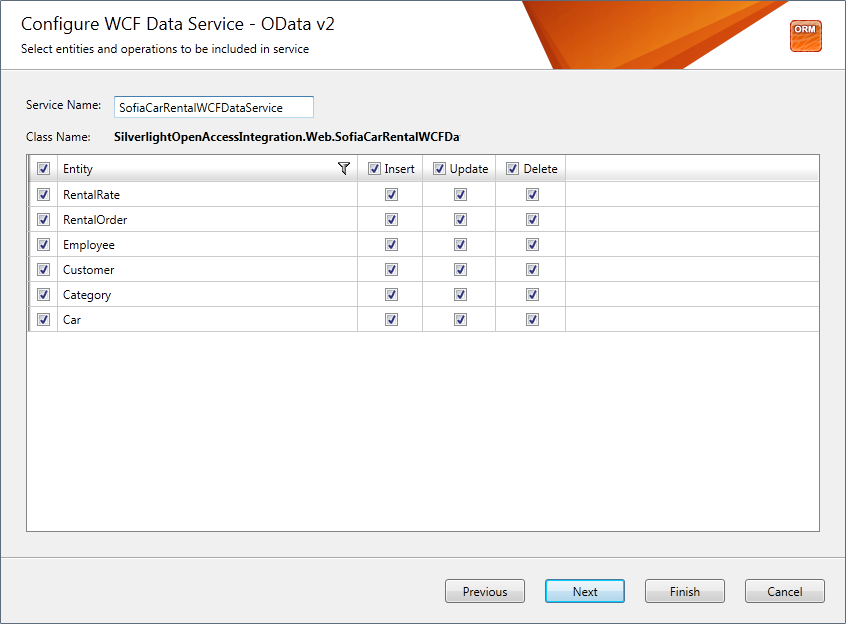 Configure WCF Data Service - OData v2
Select entities and operations to be included in service
ORM
Service Name: SofiaCarRentalWCFDataService
Class Name: SilverlightOpenAccessIntegration.Web.SofiaCarRentalWCFDa
Entity Insert Update Delete
RentalRate
RentalOrder
Employee
Customer
Category
Car
Previous Next Finish Cancel